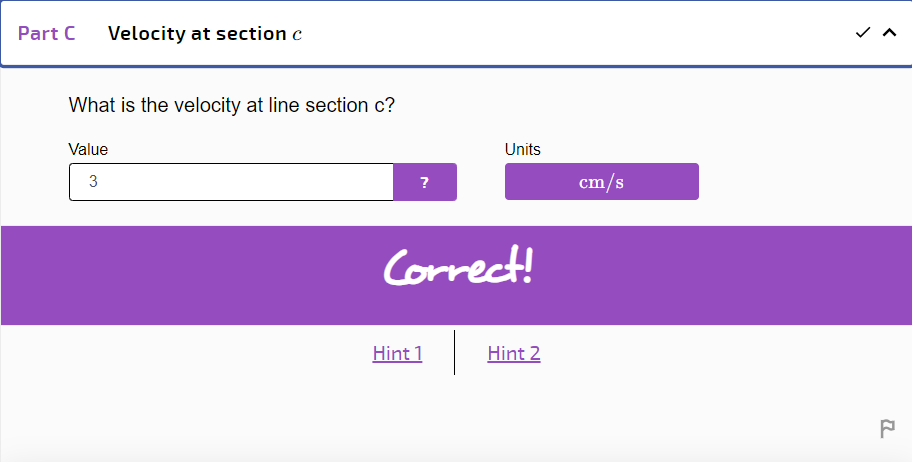 Part C Velocity at section c
What is the velocity at line section c?
Value Units
3 ? cm/s
Correct!
Hint 1 Hint 2